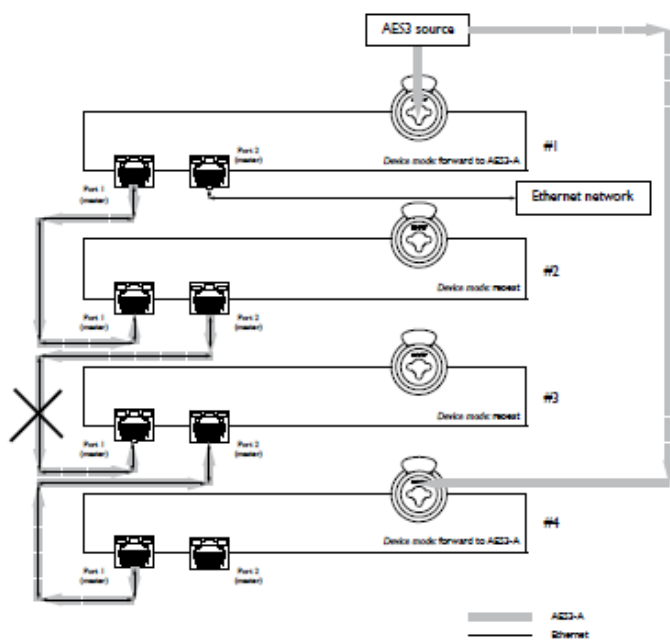 AES3 source
Port 2
(master)
Port 1
(master)
Device mode: forward to AES3-A
#1
Ethernet network
Port 1
(master)
Port 2
(master)
Device mode: repeat
#2
Port 1
(master)
Port 2
(master)
Device mode: repeat
#3
Port 1
(master)
Port 2
(master)
Device mode: forward to AES3-A
#4
AES3-A
Ethernet